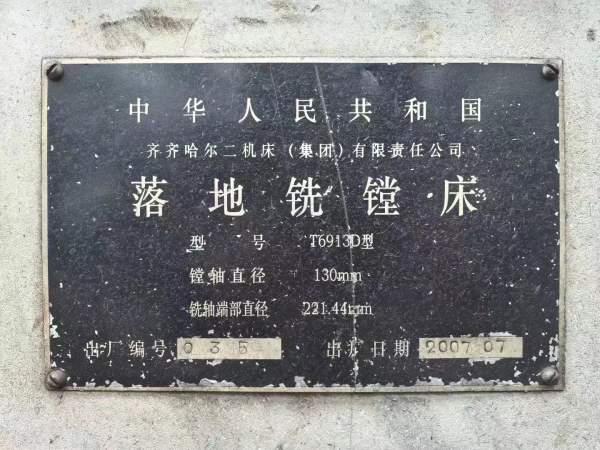 中华人民共和国
齐齐哈尔二机床(集团)有限责任公司
落地铣镗床
型 号 T6913D型
镗轴直径 130mm
铣轴端部直径 221.44mm
出厂编号 035 出厂日期 2007 07